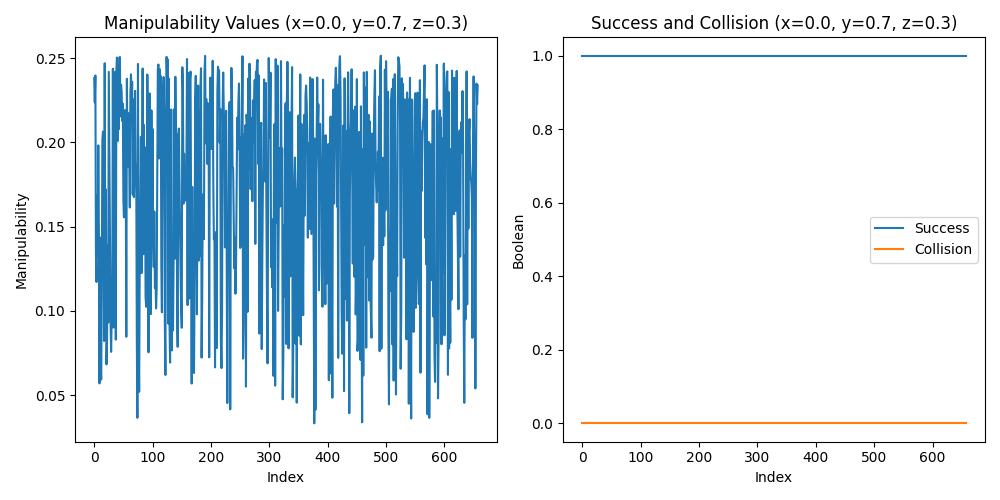 Manipulability Values (x=0.0, y=0.7, z=0.3)
Manipulability
0.25
0.20
0.15
0.10
0.05
0 100 200 300 400 500 600
Index
Success and Collision (x=0.0, y=0.7, z=0.3)
Boolean
1.0
0.8
0.6
0.4
0.2
0.0
Success
Collision
0 100 200 300 400 500 600
Index